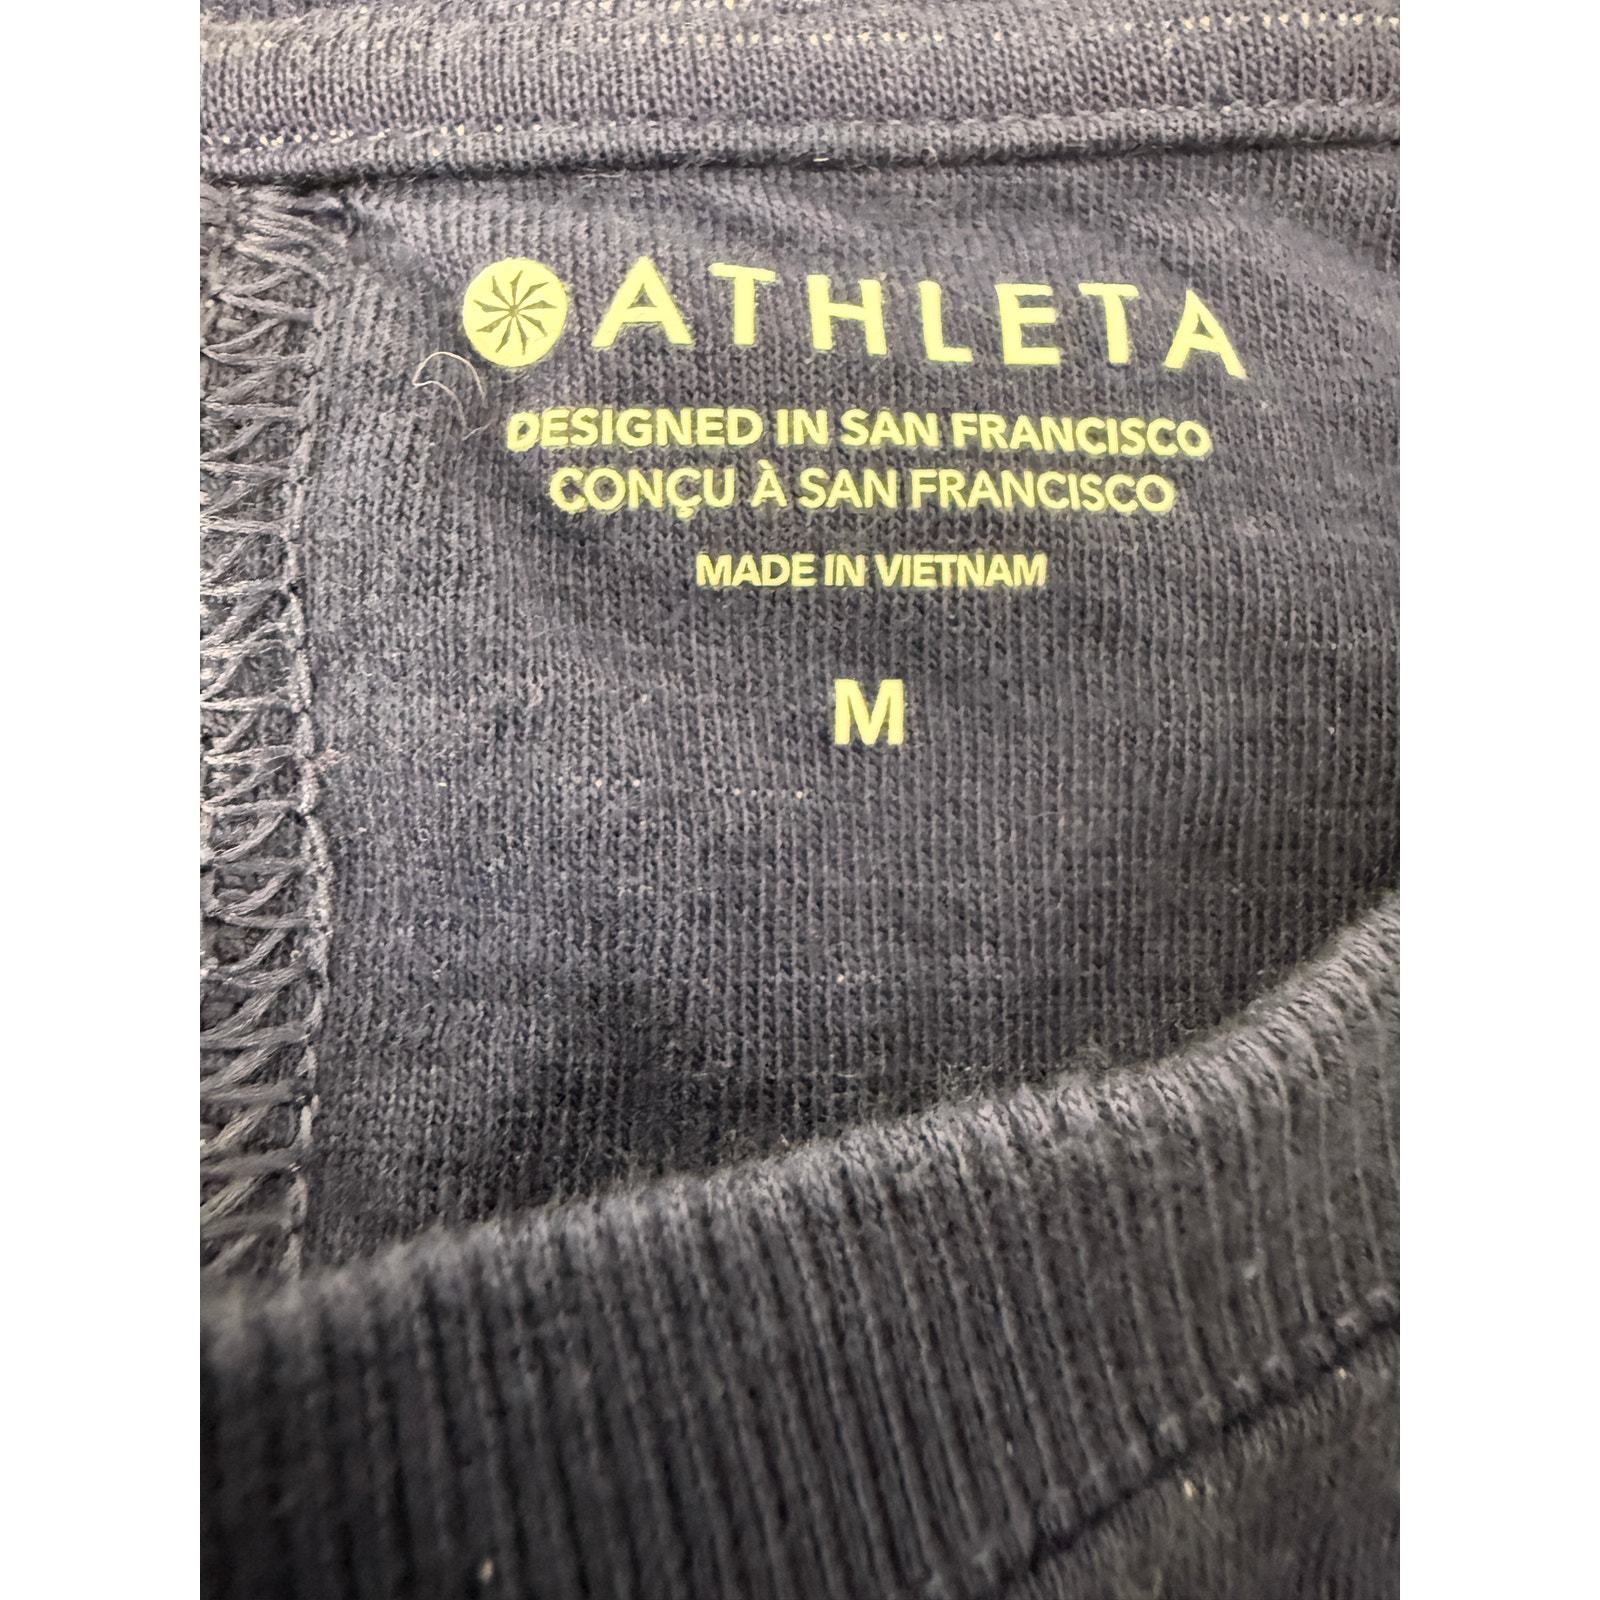 ATHLETA
DESIGNED IN SAN FRANCISCO
CONÇU À SAN FRANCISCO
MADE IN VIETNAM
M